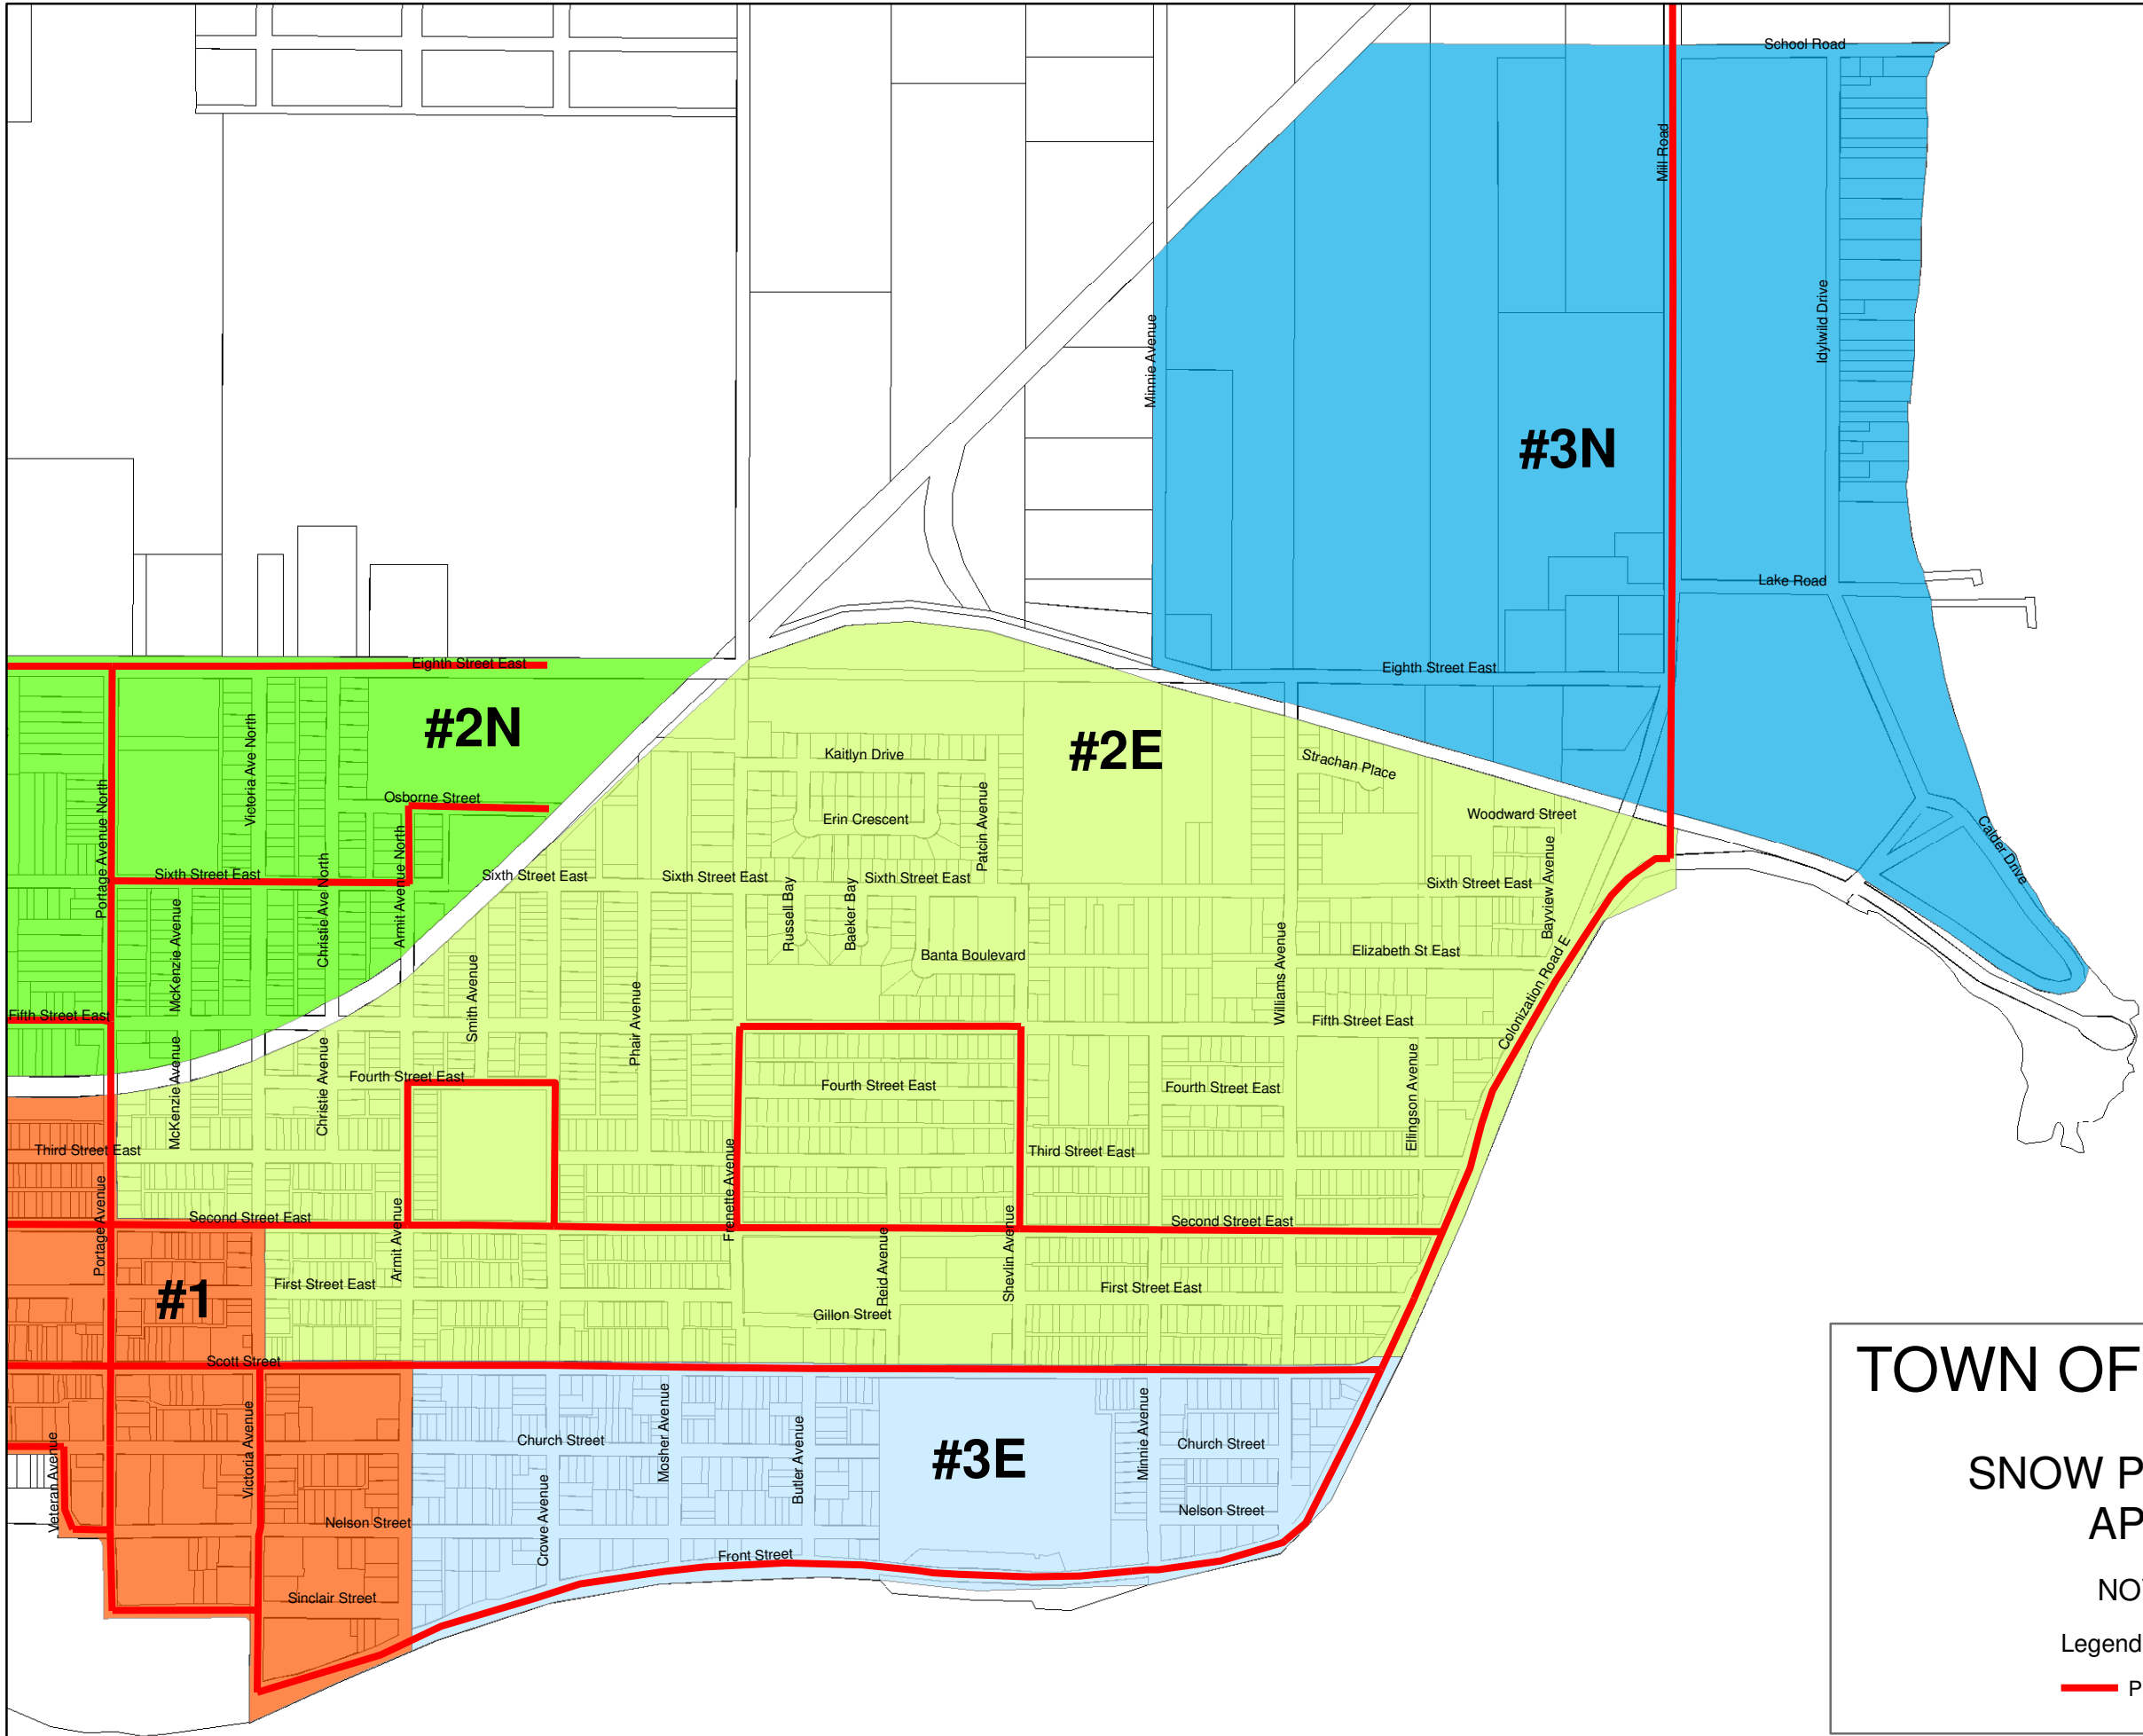 School Road
Mill Road
Idylwild Drive
Minnie Avenue
#3N
Lake Road
Eighth Street East
Eighth Street East
#2N
#2E
Victoria Ave North
Kaitlyn Drive
Strachan Place
Osborne Street
Erin Crescent
Patcin Avenue
Woodward Street
Calder Drive
Portage Avenue North
Armit Avenue North
Christie Ave North
McKenzie Avenue
Sixth Street East
Sixth Street East
Sixth Street East
Sixth Street East
Sixth Street East
Bayview Avenue
Russell Bay
Baeker Bay
Banta Boulevard
Elizabeth St East
Williams Avenue
Colonization Road E
Smith Avenue
Phair Avenue
Fifth Street East
Fifth Street East
McKenzie Avenue
Christie Avenue
Fourth Street East
Fourth Street East
Fourth Street East
Ellingson Avenue
Third Street East
Third Street East
Frenette Avenue
Portage Avenue
Second Street East
Second Street East
Armit Avenue
Reid Avenue
Shevlin Avenue
#1
First Street East
First Street East
Gillon Street
Scott Street
TOWN OF
Veteran Avenue
Victoria Avenue
Church Street
Mosher Avenue
Butler Avenue
#3E
Minnie Avenue
Church Street
SNOW P
AP
Crowe Avenue
Nelson Street
Nelson Street
Front Street
Sinclair Street
NO
Legend
P